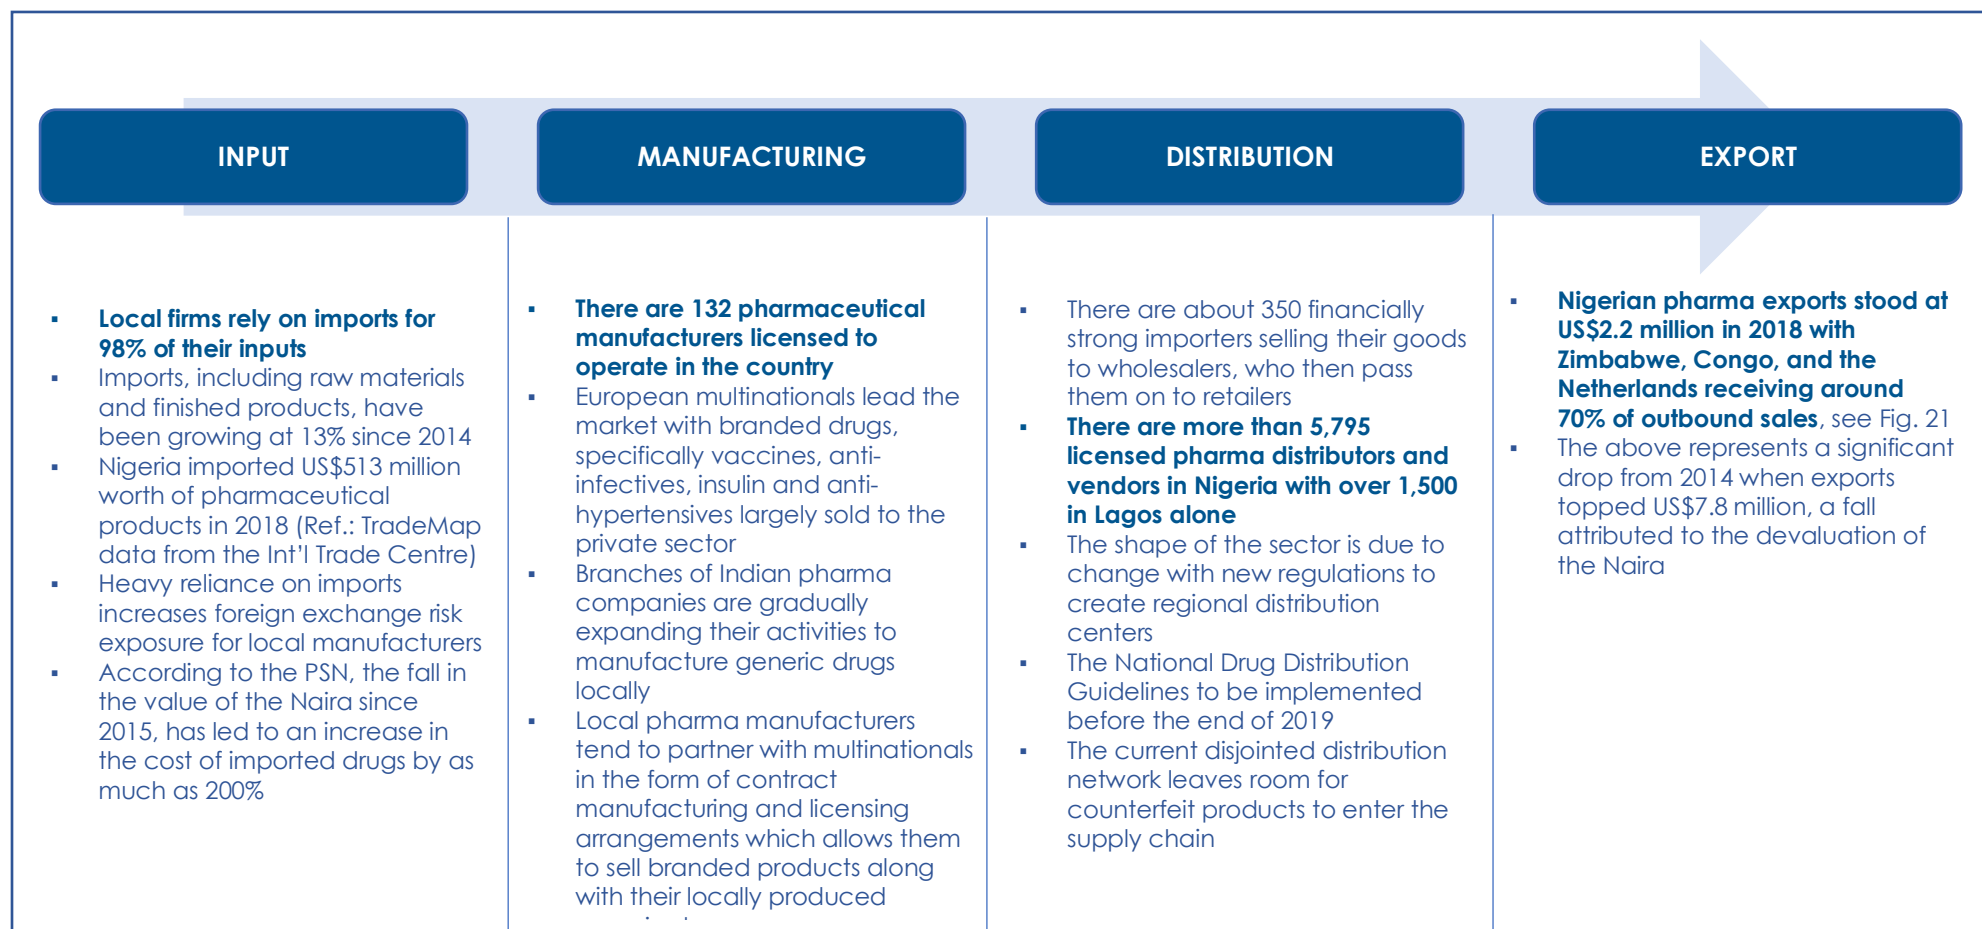 INPUT
MANUFACTURING
DISTRIBUTION
EXPORT
▪ Local firms rely on imports for
98% of their inputs
▪ Imports, including raw materials
and finished products, have
been growing at 13% since 2014
▪ Nigeria imported US$513 million
worth of pharmaceutical
products in 2018 (Ref.: TradeMap
data from the Int'l Trade Centre)
▪ Heavy reliance on imports
increases foreign exchange risk
exposure for local manufacturers
▪ According to the PSN, the fall in
the value of the Naira since
2015, has led to an increase in
the cost of imported drugs by as
much as 200%
▪ There are 132 pharmaceutical
manufacturers licensed to
operate in the country
▪ European multinationals lead the
market with branded drugs,
specifically vaccines, anti-
infectives, insulin and anti-
hypertensives largely sold to the
private sector
▪ Branches of Indian pharma
companies are gradually
expanding their activities to
manufacture generic drugs
locally
▪ Local pharma manufacturers
tend to partner with multinationals
in the form of contract
manufacturing and licensing
arrangements which allows them
to sell branded products along
with their locally produced
▪ There are about 350 financially
strong importers selling their goods
to wholesalers, who then pass
them on to retailers
▪ There are more than 5,795
licensed pharma distributors and
vendors in Nigeria with over 1,500
in Lagos alone
▪ The shape of the sector is due to
change with new regulations to
create regional distribution
centers
▪ The National Drug Distribution
Guidelines to be implemented
before the end of 2019
▪ The current disjointed distribution
network leaves room for
counterfeit products to enter the
supply chain
▪ Nigerian pharma exports stood at
US$2.2 million in 2018 with
Zimbabwe, Congo, and the
Netherlands receiving around
70% of outbound sales, see Fig. 21
▪ The above represents a significant
drop from 2014 when exports
topped US$7.8 million, a fall
attributed to the devaluation of
the Naira